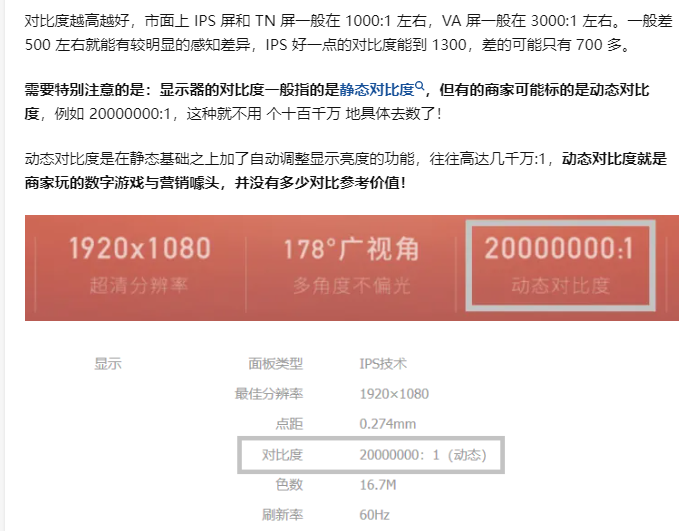 对比度越高越好，市面上 IPS 屏和 TN 屏一般在 1000:1 左右，VA 屏一般在 3000:1 左右。一般差
500 左右就能有较明显的感知差异，IPS 好一点的对比度能到 1300，差的可能只有 700 多。
需要特别注意的是：显示器的对比度一般指的是静态对比度，但有的商家可能标的是动态对比
度，例如 20000000:1，这种就不用 个十百千万 地具体去数了！
动态对比度是在静态基础之上加了自动调整显示亮度的功能，往往高达几千万:1，动态对比度就是
商家玩的数字游戏与营销噱头，并没有多少对比参考价值！
1920x1080 178°广视角 20000000:1
超清分辨率 多角度不偏光 动态对比度
显示 面板类型 IPS技术
最佳分辨率 1920×1080
点距 0.274mm
对比度 20000000：1（动态）
色数 16.7M
刷新率 60Hz